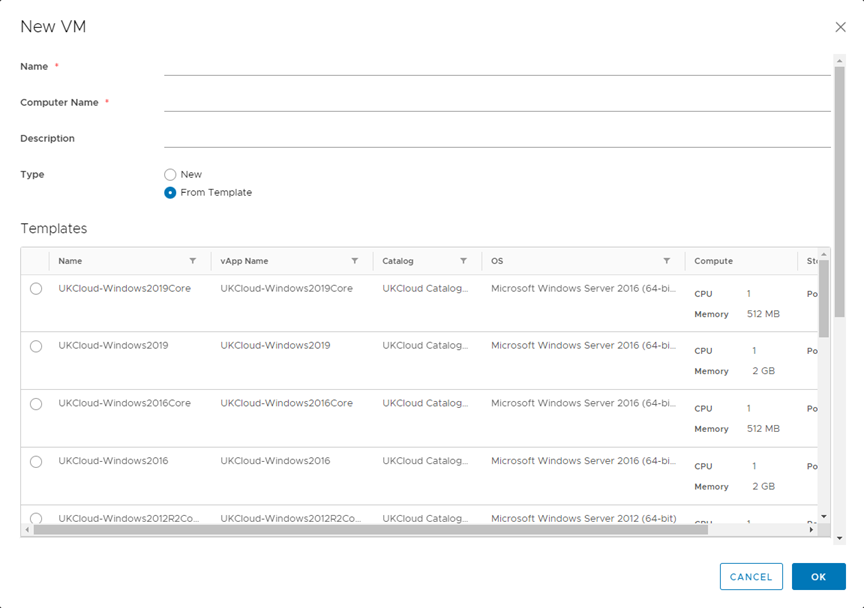 New VM
Name *
Computer Name *
Description
Type New
From Template
Templates
Name vApp Name Catalog OS Compute
UKCloud-Windows2019Core UKCloud-Windows2019Core UKCloud Catalog... Microsoft Windows Server 2016 (64-bi... CPU 1 Po
Memory 512 MB
UKCloud-Windows2019 UKCloud-Windows2019 UKCloud Catalog... Microsoft Windows Server 2016 (64-bi... CPU 1 Po
Memory 2 GB
UKCloud-Windows2016Core UKCloud-Windows2016Core UKCloud Catalog... Microsoft Windows Server 2016 (64-bi... CPU 1 Po
Memory 512 MB
UKCloud-Windows2016 UKCloud-Windows2016 UKCloud Catalog... Microsoft Windows Server 2016 (64-bi... CPU 1 Po
Memory 2 GB
UKCloud-Windows2012R2Co... UKCloud-Windows2012R2Co... UKCloud Catalog... Microsoft Windows Server 2012 (64-bit) CPU 1
CANCEL OK